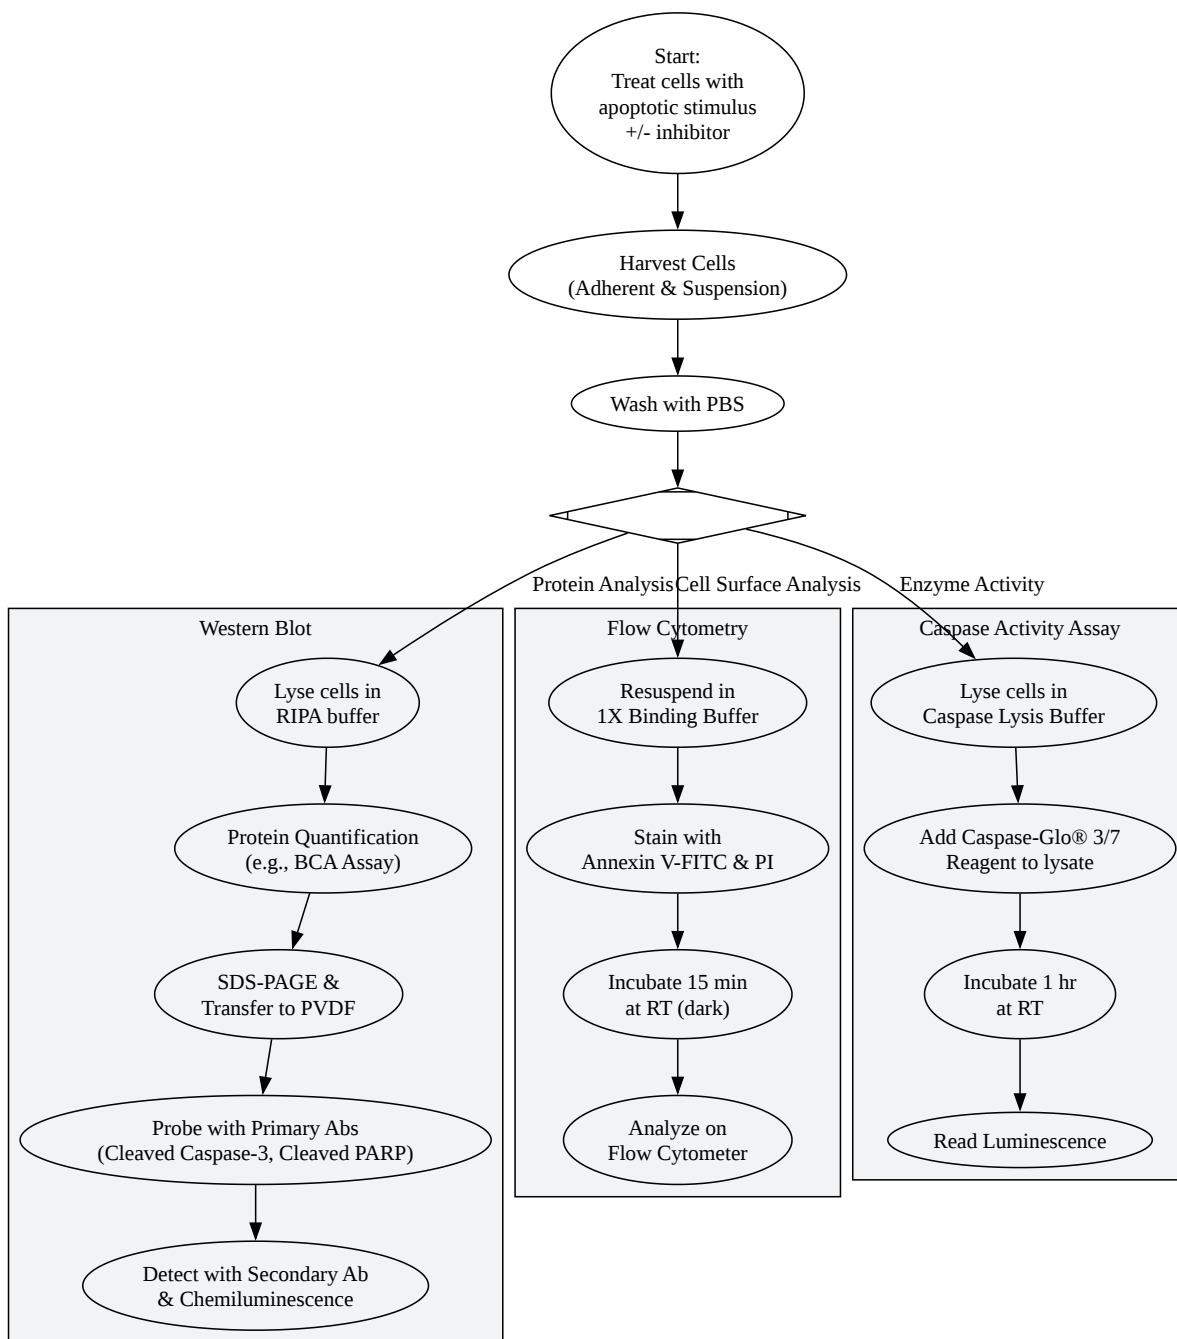 Start:
Treat cells with
apoptotic stimulus
+/- inhibitor
Harvest Cells
(Adherent & Suspension)
Wash with PBS
Protein Analysis
Cell Surface Analysis
Enzyme Activity
Western Blot
Lyse cells in
RIPA buffer
Protein Quantification
(e.g., BCA Assay)
SDS-PAGE &
Transfer to PVDF
Probe with Primary Abs
(Cleaved Caspase-3, Cleaved PARP)
Detect with Secondary Ab
& Chemiluminescence
Flow Cytometry
Resuspend in
1X Binding Buffer
Stain with
Annexin V-FITC & PI
Incubate 15 min
at RT (dark)
Analyze on
Flow Cytometer
Caspase Activity Assay
Lyse cells in
Caspase Lysis Buffer
Add Caspase-Glo® 3/7
Reagent to lysate
Incubate 1 hr
at RT
Read Luminescence